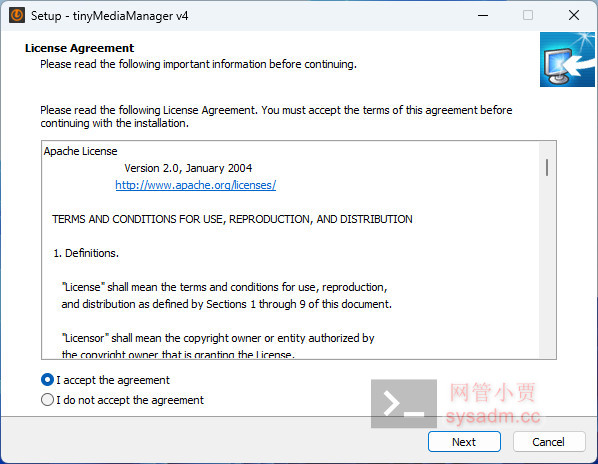 Setup - tinyMediaManager v4
License Agreement
Please read the following important information before continuing.
Please read the following License Agreement. You must accept the terms of this agreement before
continuing with the installation.
Apache License
Version 2.0, January 2004
http://www.apache.org/licenses/
TERMS AND CONDITIONS FOR USE, REPRODUCTION, AND DISTRIBUTION
1. Definitions.
"License" shall mean the terms and conditions for use, reproduction,
and distribution as defined by Sections 1 through 9 of this document.
"Licensor" shall mean the copyright owner or entity authorized by
the copyright owner that is granting the License.
I accept the agreement
I do not accept the agreement
网管小贾
sysadm.cc
Next
Cancel